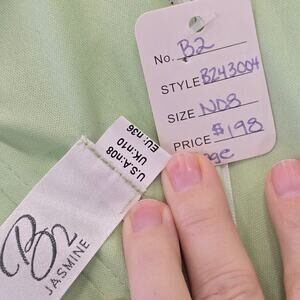 No. B2
STYLE B243004
SIZE ND8
PRICE $198
U.S.A:n08
UK:n10
EU:n36
B2
JASMINE